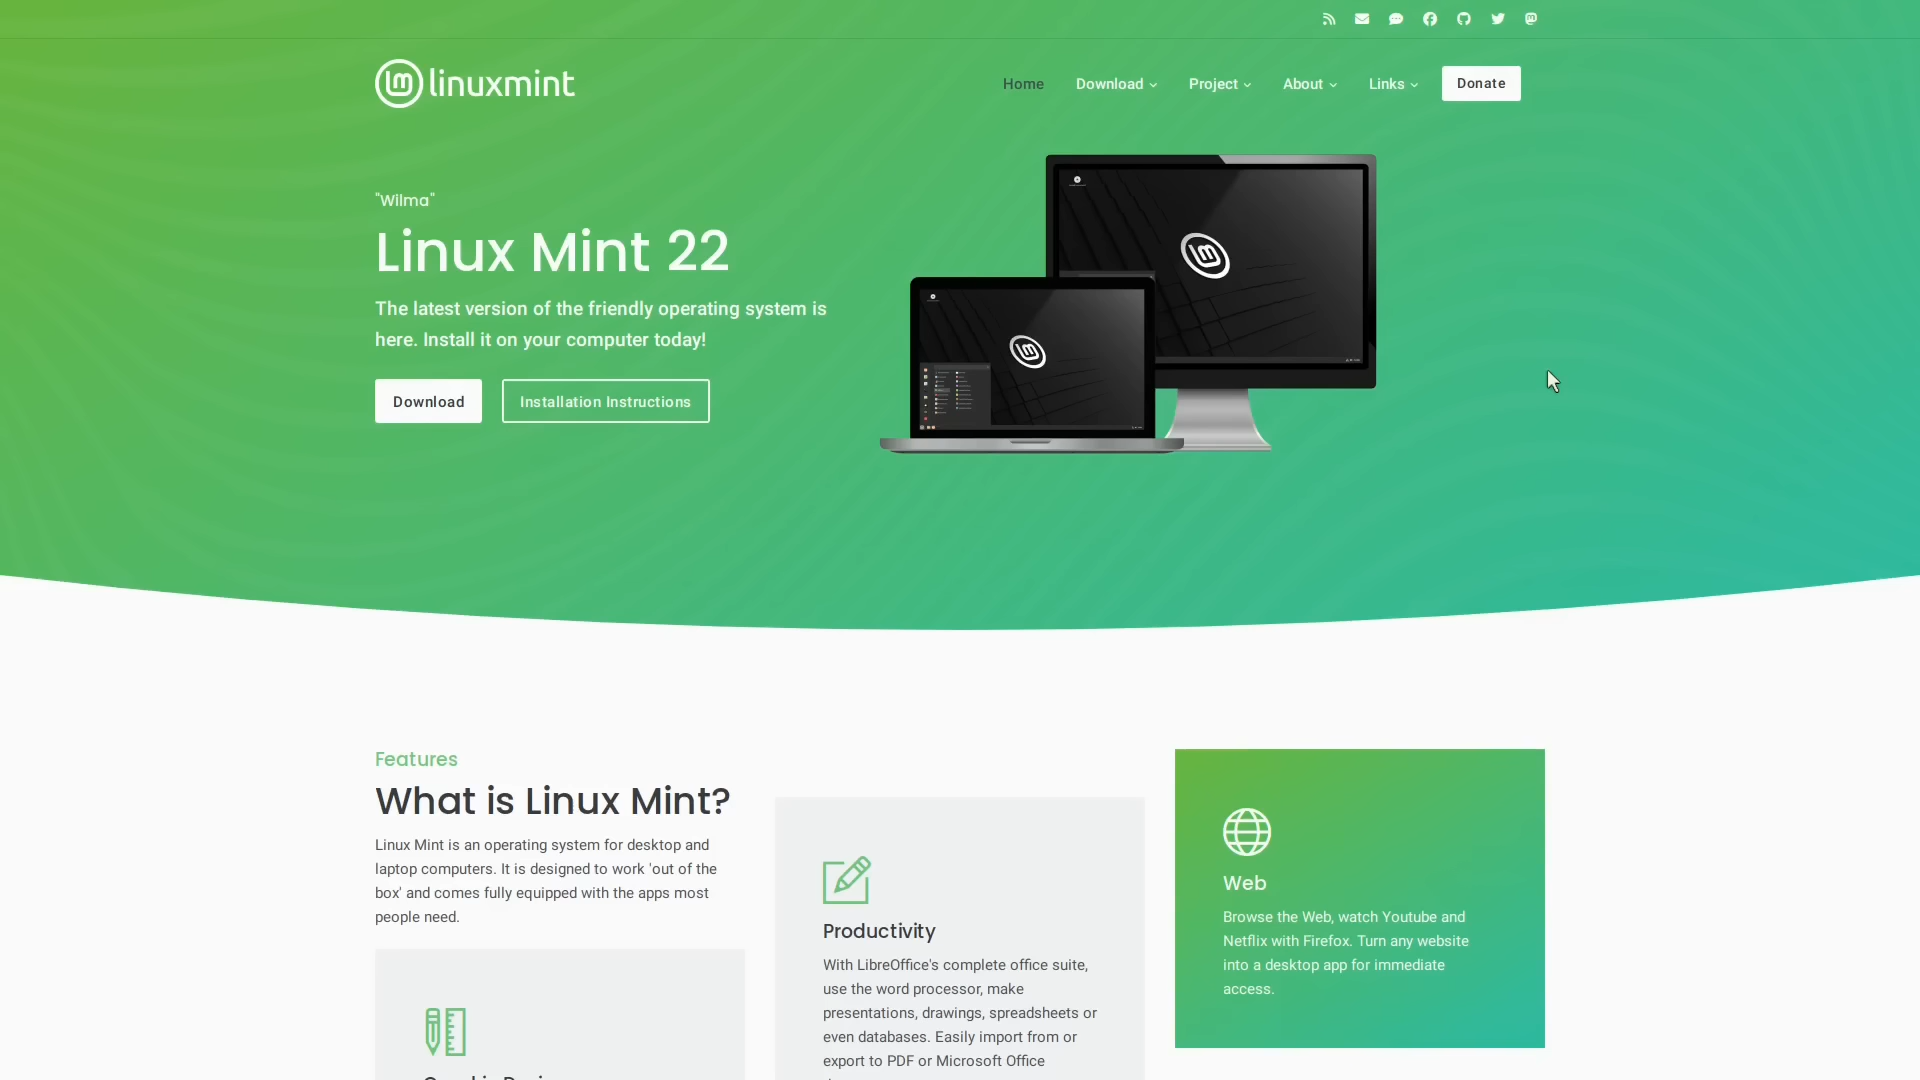 linuxmint
Home
Download
Project
About
Links
Donate
"Wilma"
Linux Mint 22
The latest version of the friendly operating system is
here. Install it on your computer today!
Download
Installation Instructions
Features
What is Linux Mint?
Linux Mint is an operating system for desktop and
laptop computers. It is designed to work 'out of the
box' and comes fully equipped with the apps most
people need.
Productivity
With LibreOffice's complete office suite,
use the word processor, make
presentations, drawings, spreadsheets or
even databases. Easily import from or
export to PDF or Microsoft Office
Web
Browse the Web, watch Youtube and
Netflix with Firefox. Turn any website
into a desktop app for immediate
access.